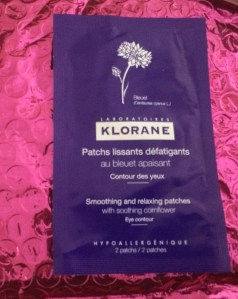 Bleuet
(Centaurea cyanus L.)
LABORATOIRES
KLORANE
Patchs lissants défatigants
au bleuet apaisant
Contour des yeux
Smoothing and relaxing patches
with soothing cornflower
Eye contour
HYPOALLERGÉNIQUE
2 patchs / 2 patches